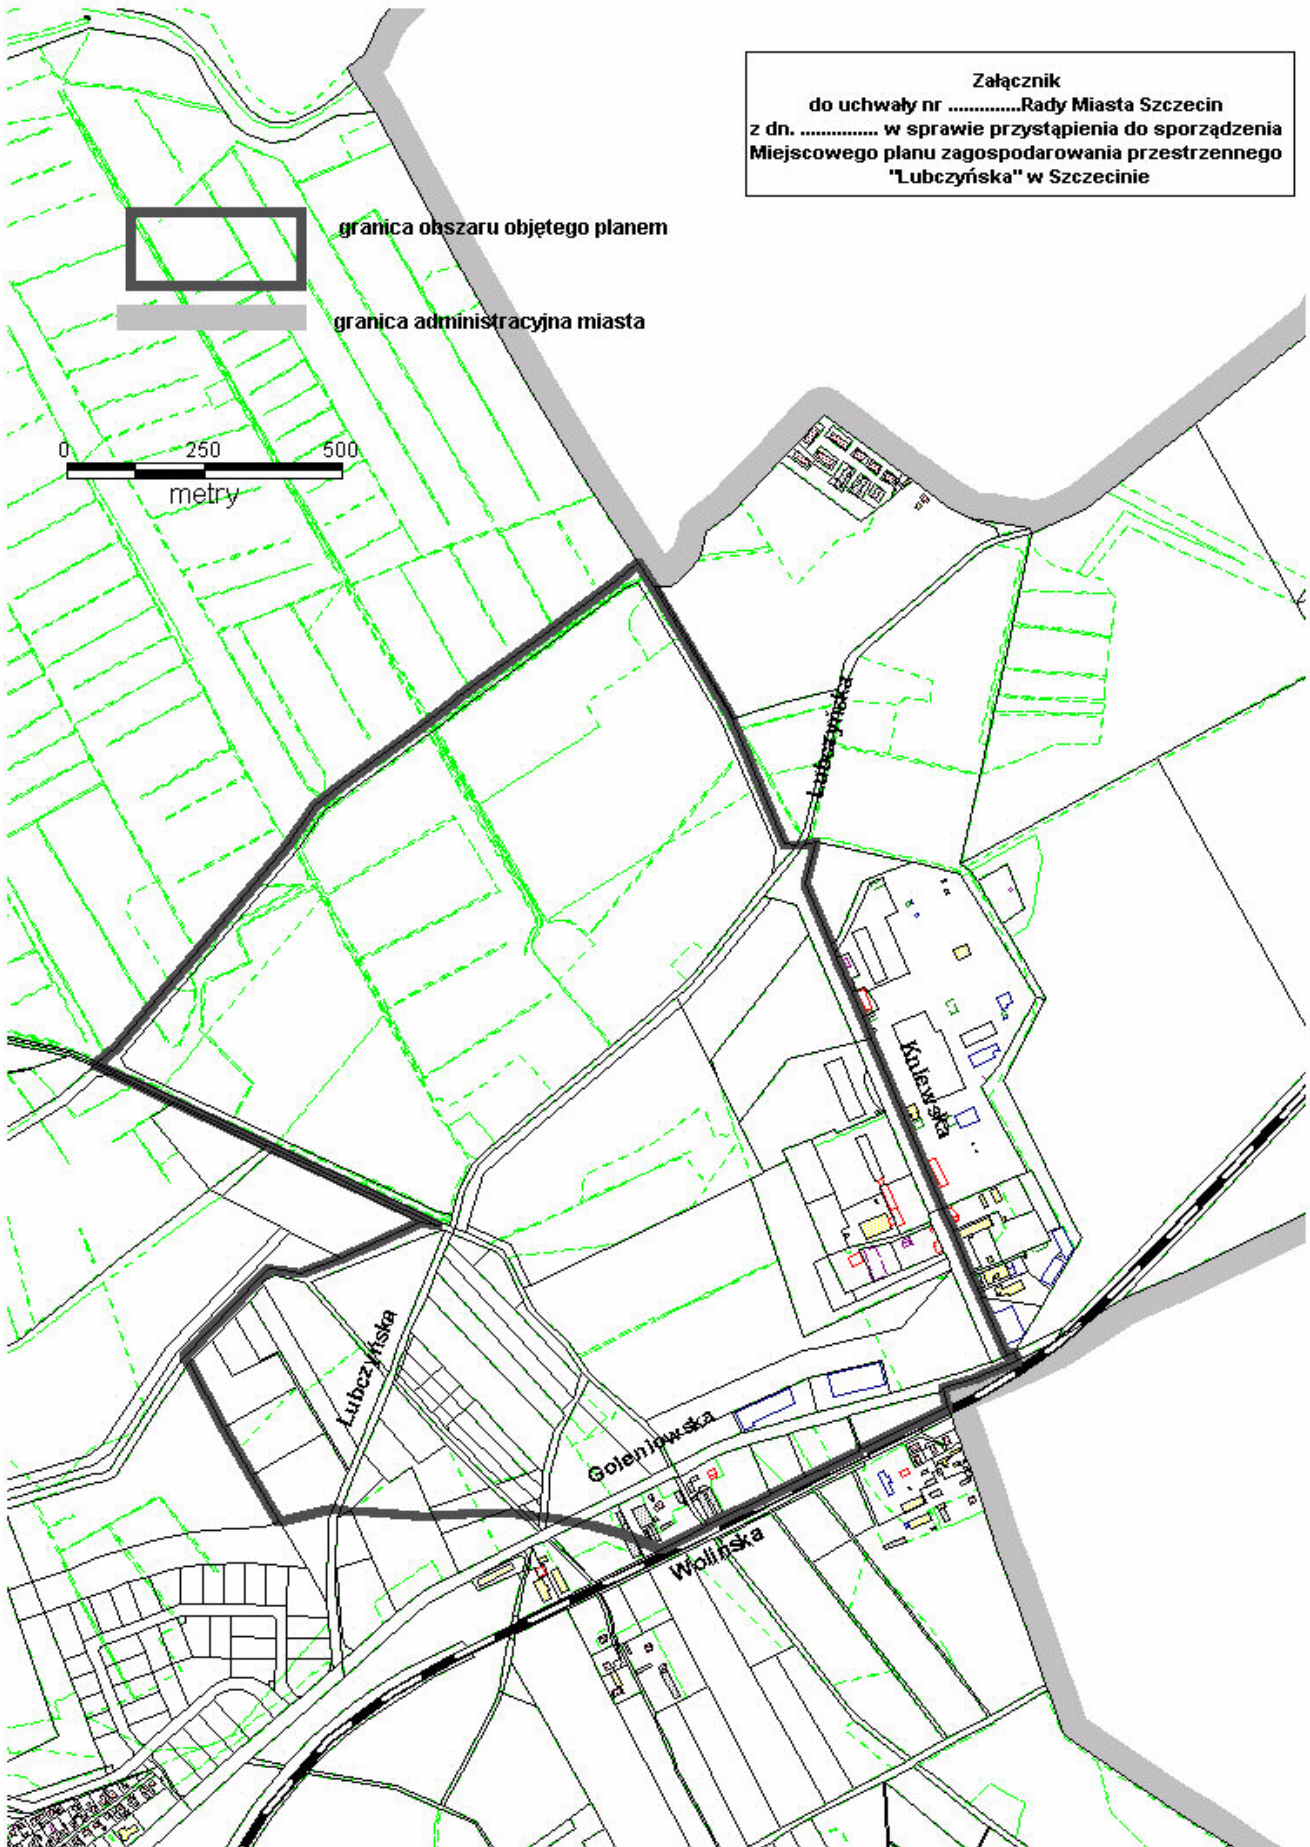 Załącznik
do uchwały nr ..............Rady Miasta Szczecin
z dn. ............... w sprawie przystąpienia do sporządzenia
Miejscowego planu zagospodarowania przestrzennego
"Lubczyńska" w Szczecinie
granica obszaru objętego planem
granica administracyjna miasta
0 250 500
metry
Lubczyńska
Kniewska
Lubczyńska
Goleniowska
Wolińska